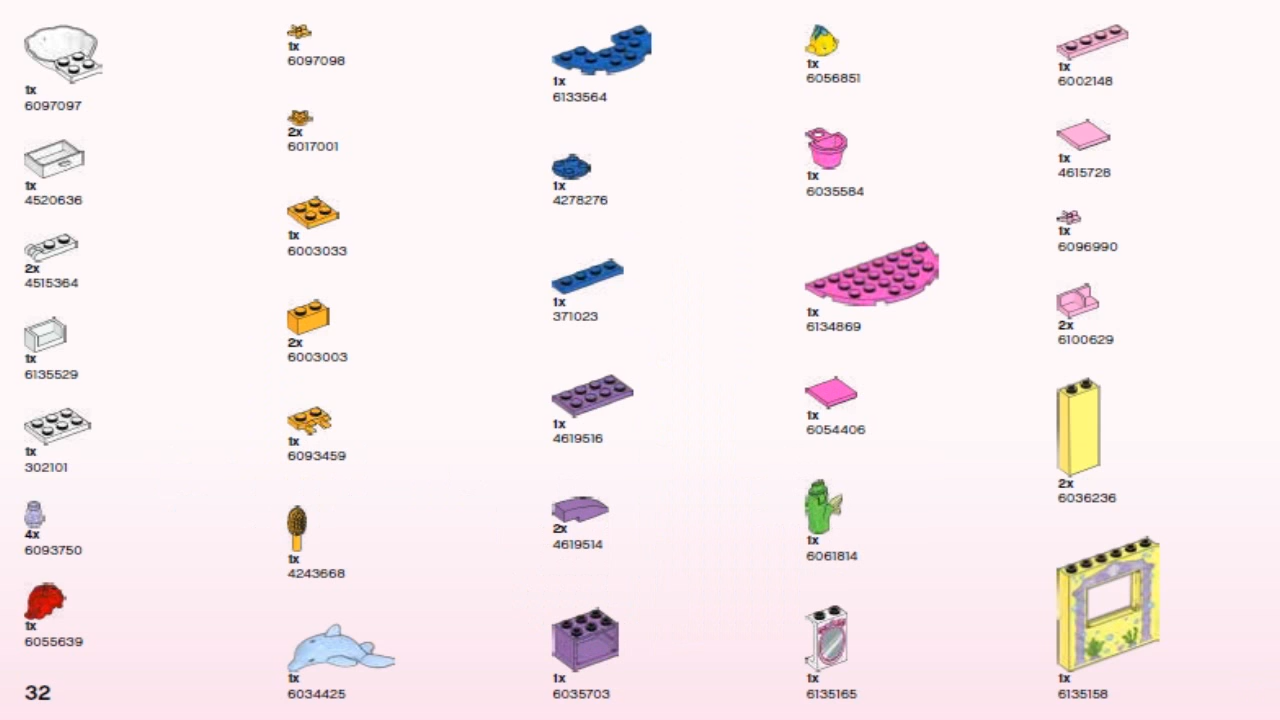 1x
6097097
1x
4520636
2x
4515364
1x
6135529
1x
302101
4x
6093750
1x
6055639
32
1x
6097098
2x
6017001
1x
6003033
2x
6003003
1x
6093459
1x
4243668
1x
6034425
1x
6133564
1x
4278276
1x
371023
1x
4619516
2x
4619514
1x
6035703
1x
6056851
1x
6035584
1x
6134869
1x
6054406
1x
6061814
1x
6135165
1x
6002148
1x
4615728
1x
6096990
2x
6100629
2x
6036236
1x
6135158